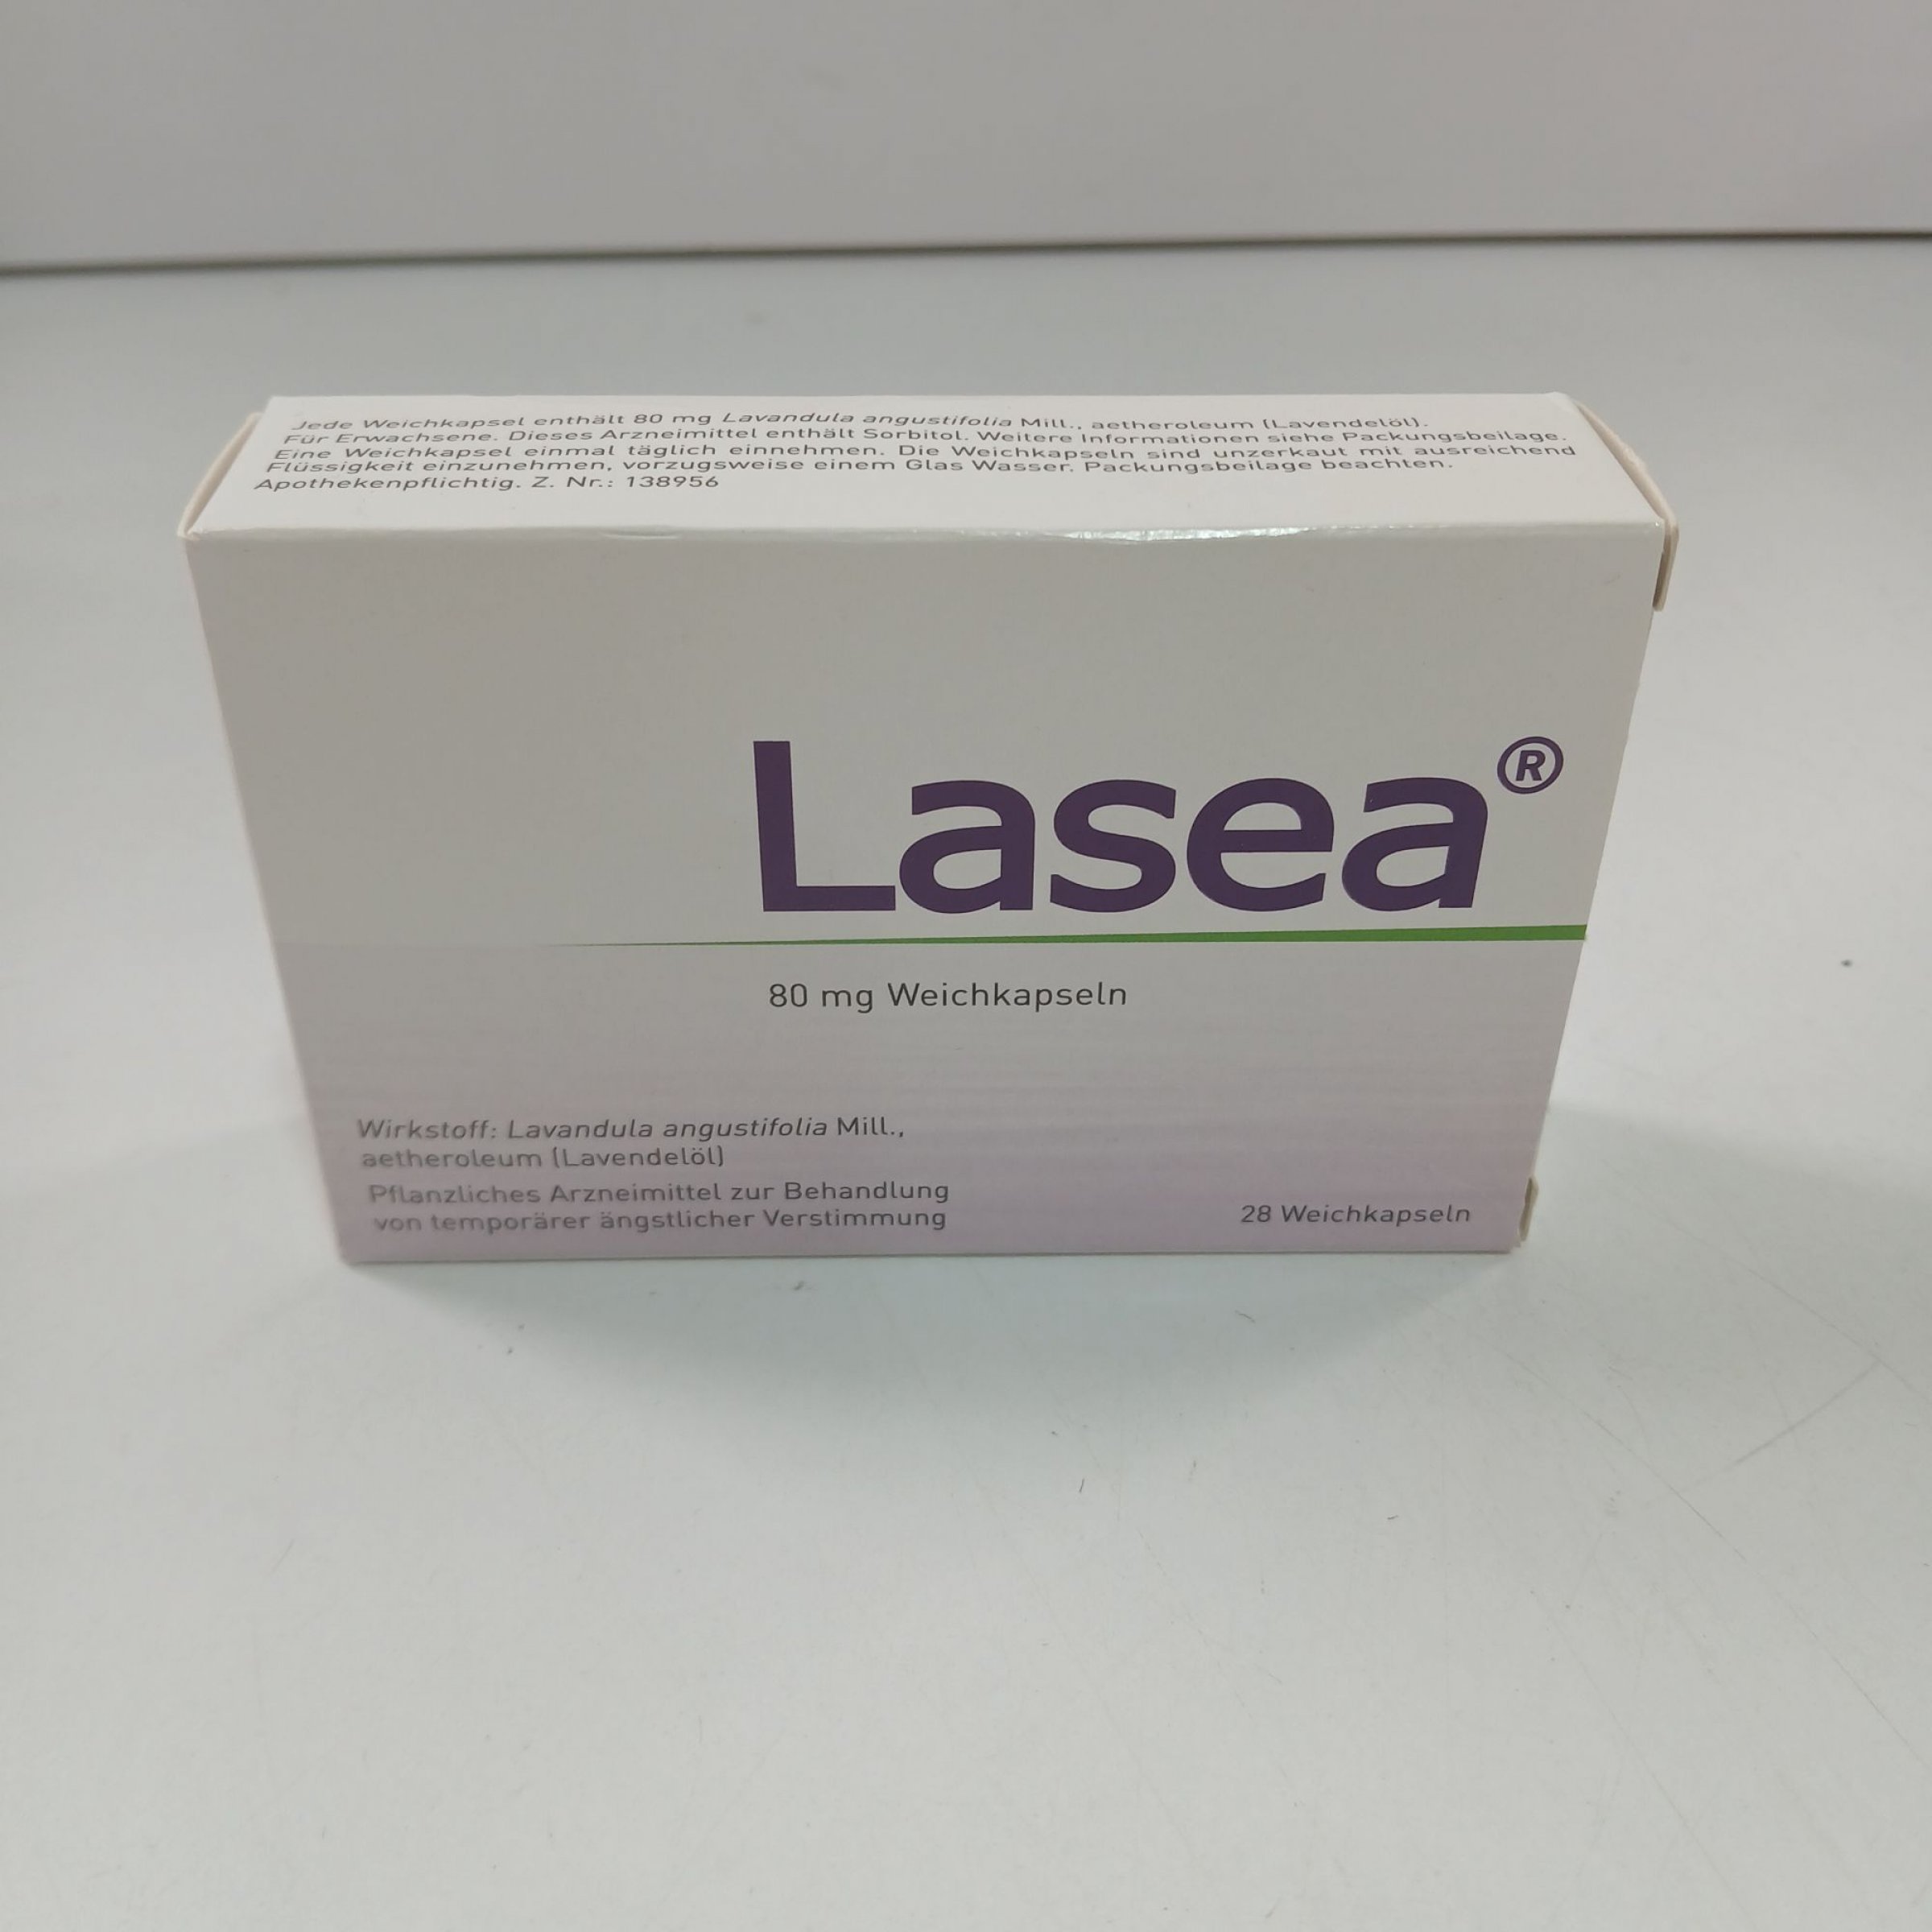 Jede Weichkapsel enthält 80 mg Lavandula angustifolia Mill., aetheroleum (Lavendelöl).
Für Erwachsene. Dieses Arzneimittel enthält Sorbitol. Weitere Informationen siehe Packungsbeilage.
Eine Weichkapsel einmal täglich einnehmen. Die Weichkapseln sind unzerkaut mit ausreichend
Flüssigkeit einzunehmen, vorzugsweise einem Glas Wasser. Packungsbeilage beachten.
Apothekenpflichtig. Z. Nr.: 138956
Lasea®
80 mg Weichkapseln
Wirkstoff: Lavandula angustifolia Mill.,
aetheroleum (Lavendelöl)
Pflanzliches Arzneimittel zur Behandlung
von temporärer ängstlicher Verstimmung
28 Weichkapseln